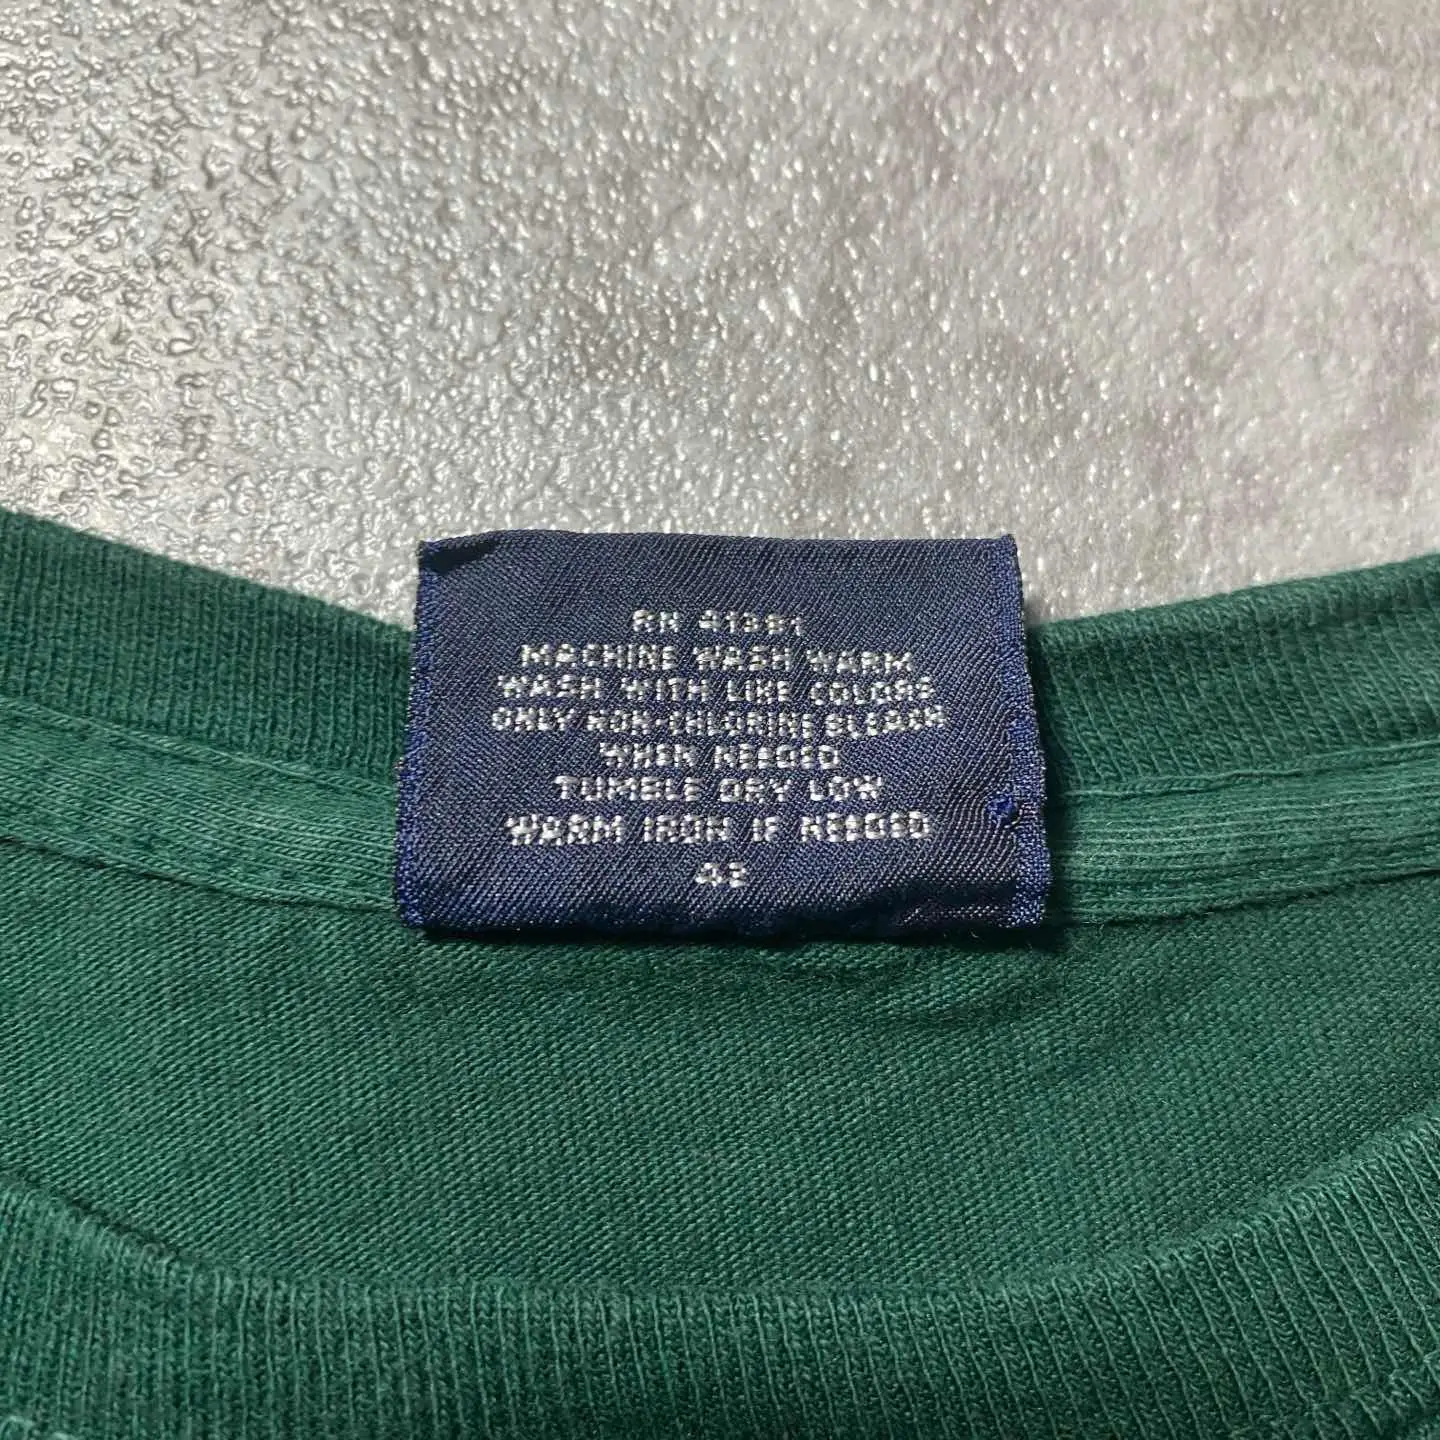 RN 41381
MACHINE WASH WARM
WASH WITH LIKE COLORS
ONLY NON-CHLORINE BLEACH
WHEN NEEDED
TUMBLE DRY LOW
WARM IRON IF NEEDED
42